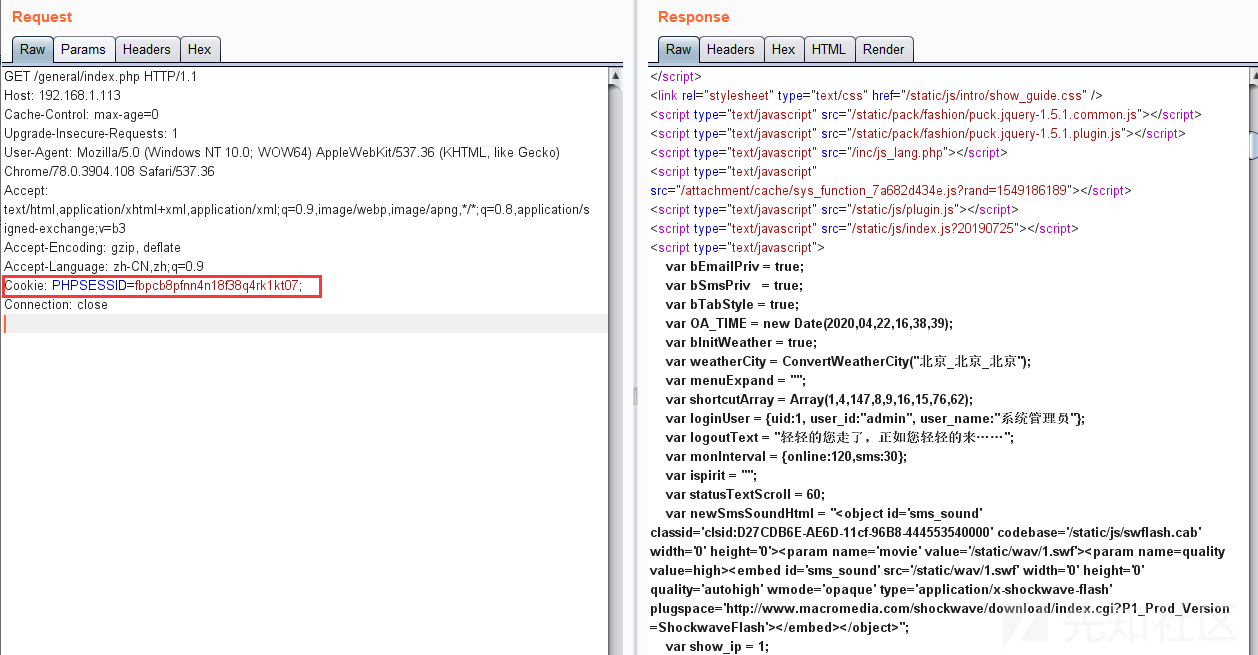 Request
Raw Params Headers Hex
GET /general/index.php HTTP/1.1
Host: 192.168.1.113
Cache-Control: max-age=0
Upgrade-Insecure-Requests: 1
User-Agent: Mozilla/5.0 (Windows NT 10.0; WOW64) AppleWebKit/537.36 (KHTML, like Gecko)
Chrome/78.0.3904.108 Safari/537.36
Accept:
text/html,application/xhtml+xml,application/xml;q=0.9,image/webp,image/apng,*/*;q=0.8,application/s
igned-exchange;v=b3
Accept-Encoding: gzip, deflate
Accept-Language: zh-CN,zh;q=0.9
Cookie: PHPSESSID=fbpcb8pfnn4n18f38q4rk1kt07;
Connection: close
Response
Raw Headers Hex HTML Render
</script>
<link rel="stylesheet" type="text/css" href="/static/js/intro/show_guide.css" />
<script type="text/javascript" src="/static/pack/fashion/puck.jquery-1.5.1.common.js"></script>
<script type="text/javascript" src="/static/pack/fashion/puck.jquery-1.5.1.plugin.js"></script>
<script type="text/javascript" src="/inc/js_lang.php"></script>
<script type="text/javascript"
src="/attachment/cache/sys_function_7a682d434e.js?rand=1549186189"></script>
<script type="text/javascript" src="/static/js/plugin.js"></script>
<script type="text/javascript" src="/static/js/index.js?20190725"></script>
<script type="text/javascript">
var bEmailPriv = true;
var bSmsPriv   = true;
var bTabStyle = true;
var OA_TIME = new Date(2020,04,22,16,38,39);
var bInitWeather = true;
var weatherCity = ConvertWeatherCity("北京_北京_北京");
var menuExpand = "";
var shortcutArray = Array(1,4,147,8,9,16,15,76,62);
var loginUser = {uid:1, user_id:"admin", user_name:"系统管理员"};
var logoutText = "轻轻的您走了，正如您轻轻的来……";
var monInterval = {online:120,sms:30};
var ispirit = "";
var statusTextScroll = 60;
var newSmsSoundHtml = "<object id='sms_sound'
classid='clsid:D27CDB6E-AE6D-11cf-96B8-444553540000' codebase='/static/js/swflash.cab'
width='0' height='0'><param name='movie' value='/static/wav/1.swf'><param name=quality
value=high><embed id='sms_sound' src='/static/wav/1.swf' width='0' height='0'
quality='autohigh' wmode='opaque' type='application/x-shockwave-flash'
plugspace='http://www.macromedia.com/shockwave/download/index.cgi?P1_Prod_Version
=ShockwaveFlash'></embed></object>";
var show_ip = 1;
先知社区